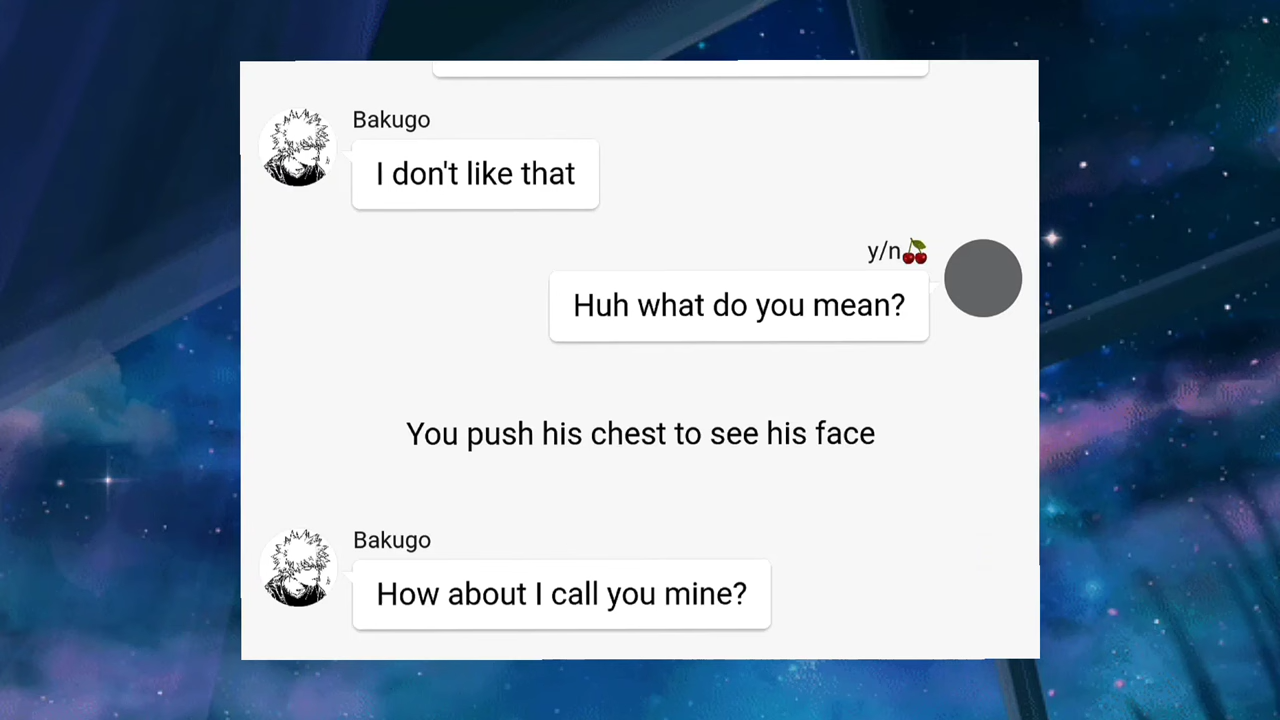 Bakugo
I don't like that
y/n🍒
Huh what do you mean?
You push his chest to see his face
Bakugo
How about I call you mine?